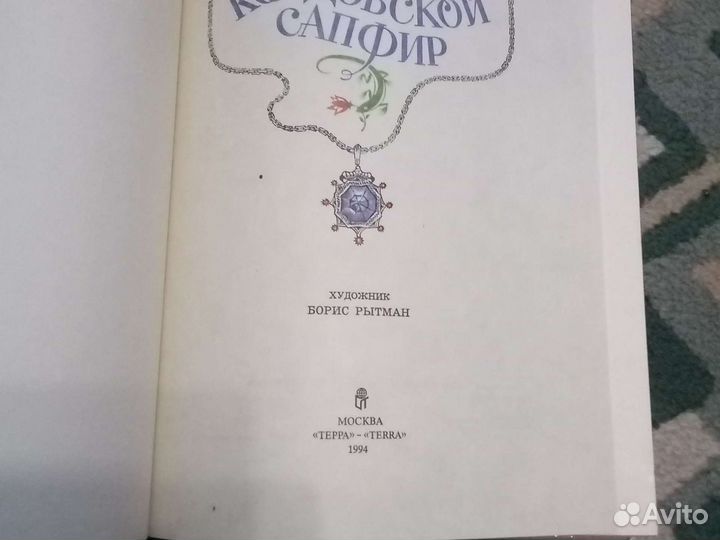 САПФИР
ХУДОЖНИК
БОРИС РЫТМАН
МОСКВА
«ТЕРРА» – «TERRA»
1994
Avito